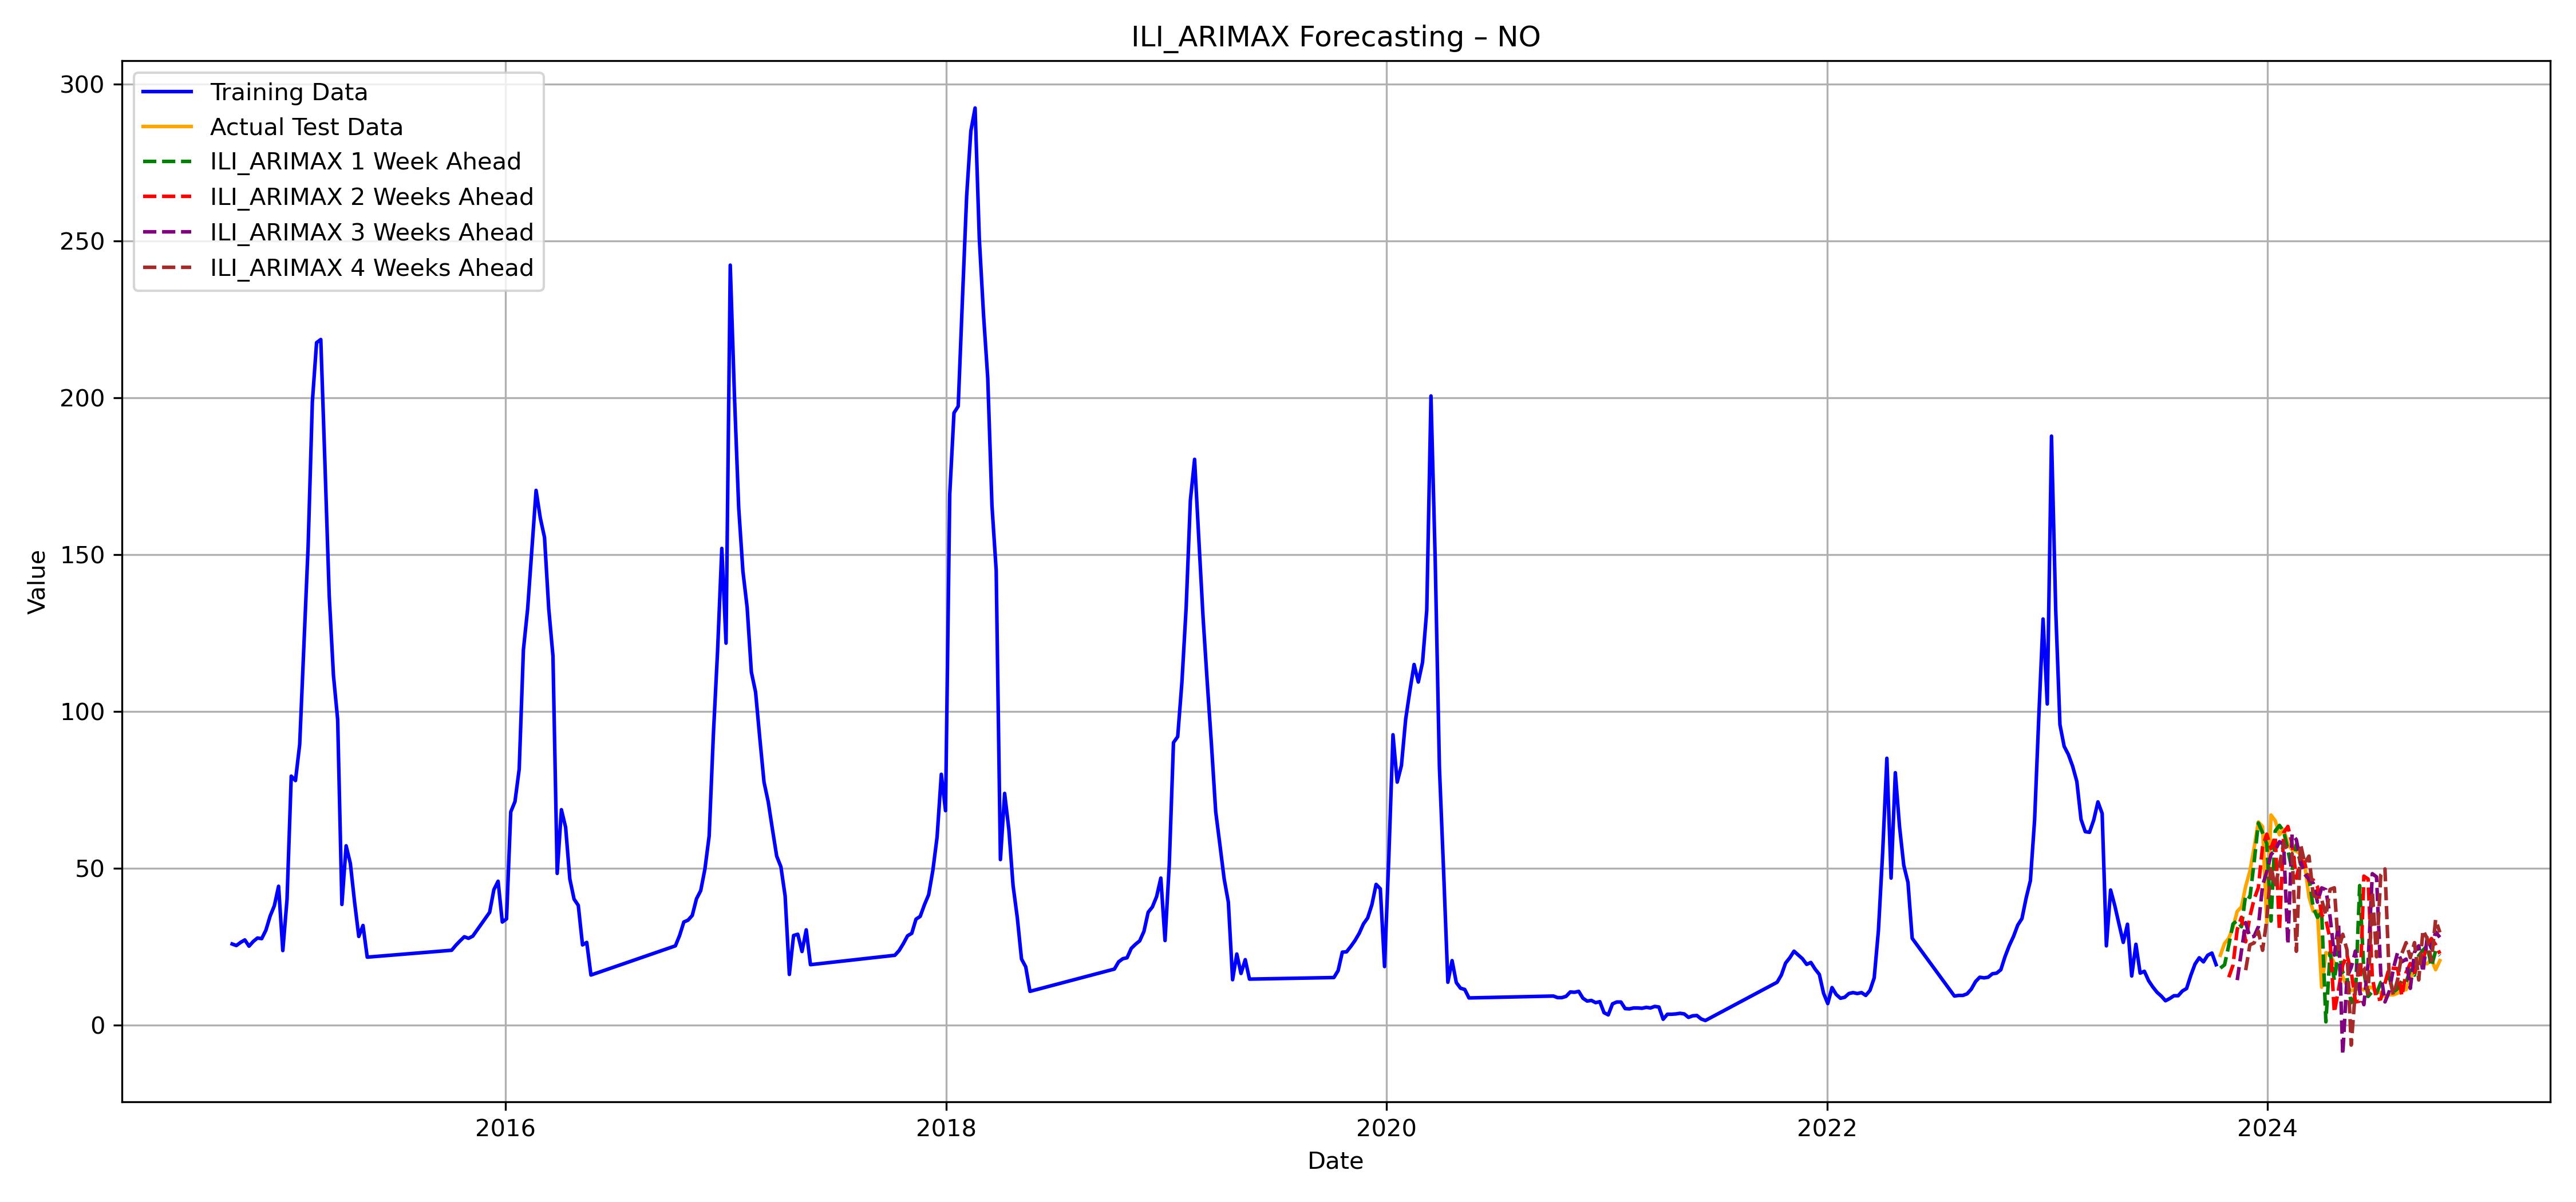 ILI_ARIMAX Forecasting – NO
300
250
200
150
100
50
0
Value
Training Data
Actual Test Data
ILI_ARIMAX 1 Week Ahead
ILI_ARIMAX 2 Weeks Ahead
ILI_ARIMAX 3 Weeks Ahead
ILI_ARIMAX 4 Weeks Ahead
2016 2018 2020 2022 2024
Date